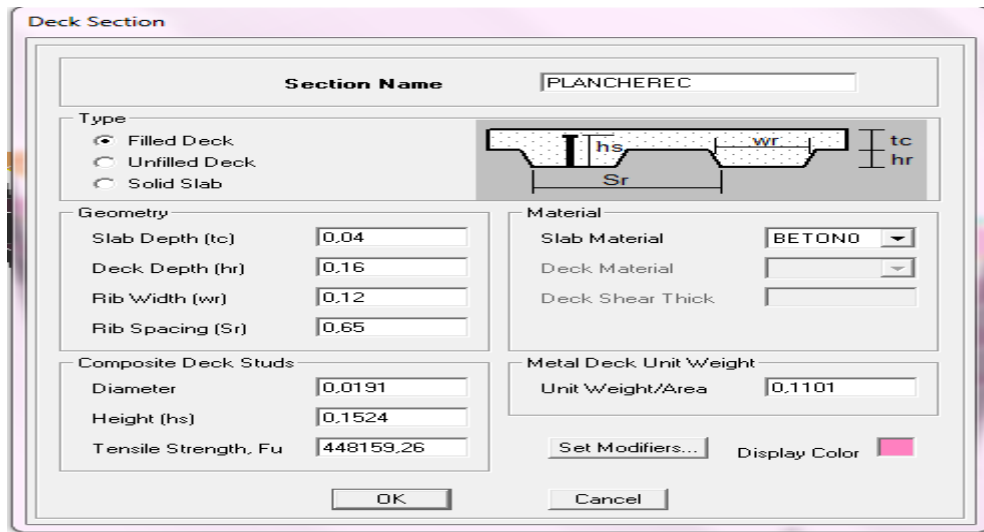 Deck Section
Section Name PLANCHEREC
Type
Filled Deck
Unfilled Deck
Solid Slab
hs wr tc
hr
Sr
Geometry
Slab Depth (tc) 0,04
Deck Depth (hr) 0,16
Rib Width (wr) 0,12
Rib Spacing (Sr) 0,65
Material
Slab Material BETON0
Deck Material
Deck Shear Thick
Composite Deck Studs
Diameter 0,0191
Height (hs) 0,1524
Tensile Strength, Fu 448159,26
Metal Deck Unit Weight
Unit Weight/Area 0,1101
Set Modifiers... Display Color
OK Cancel